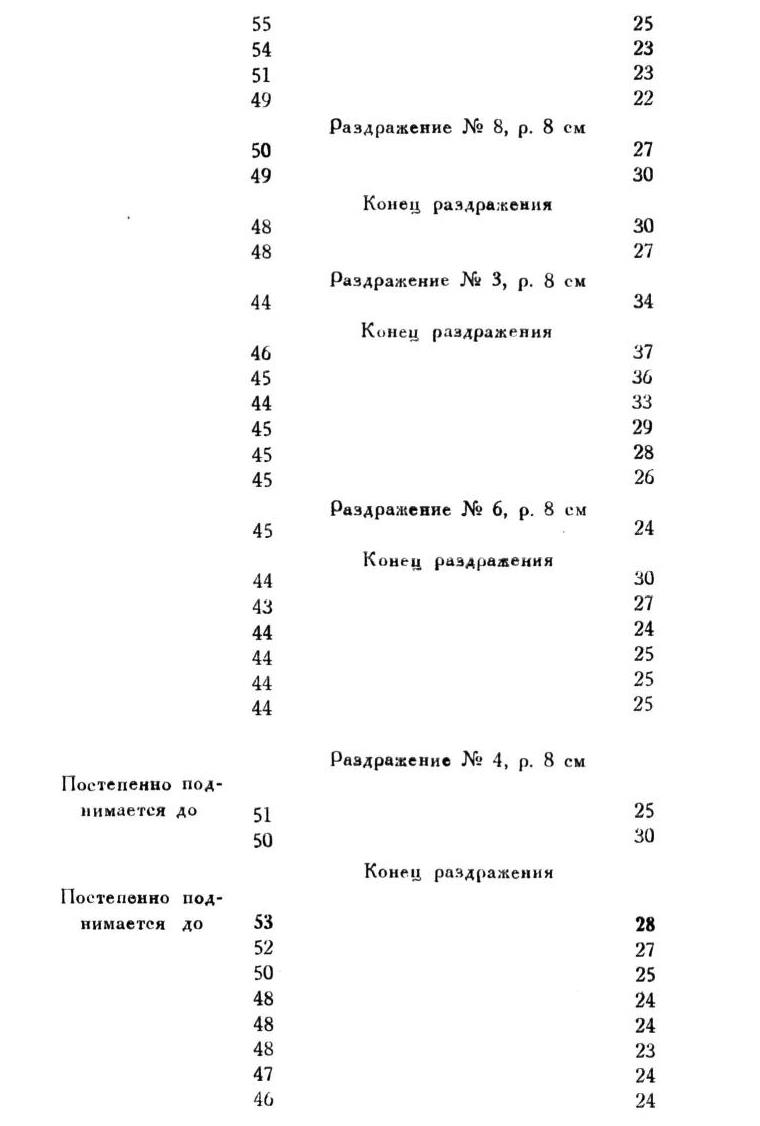 55 25
54 23
51 23
49 22
Раздражение № 8, р. 8 см
50 27
49 30
Конец раздражения
48 30
48 27
Раздражение № 3, р. 8 см
44 34
Конец раздражения
46 37
45 36
44 33
45 29
45 28
45 26
Раздражение № 6, р. 8 см
45 24
Конец раздражения
44 30
43 27
44 24
44 25
44 25
44 25
Раздражение № 4, р. 8 см
Постепенно под-
нимается до 51 25
50 30
Конец раздражения
Постепенно под-
нимается до 53 28
52 27
50 25
48 24
48 24
48 23
47 24
46 24